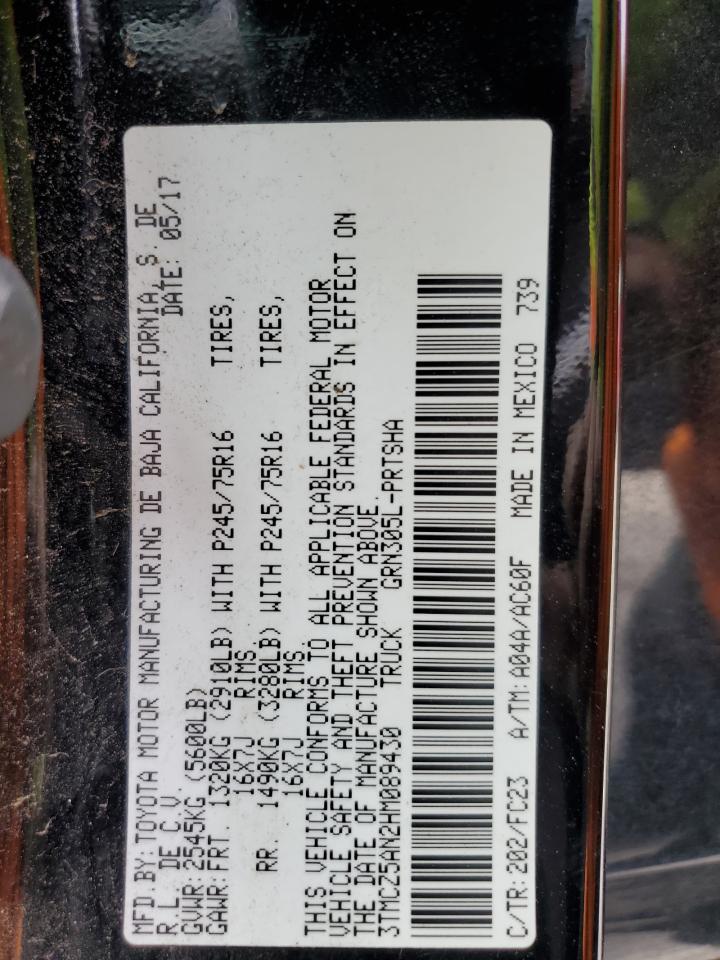 MFD.BY:TOYOTA MOTOR MANUFACTURING DE BAJA CALIFORNIA, S. DE
R.L. DE C.V. DATE: 05/17
GVWR:2545KG (5600LB)
GAWR:FRT. 1320KG (2910LB) WITH P245/75R16 TIRES,
16X7J RIMS.
RR. 1490KG (3280LB) WITH P245/75R16 TIRES,
16X7J RIMS.
THIS VEHICLE CONFORMS TO ALL APPLICABLE FEDERAL MOTOR
VEHICLE SAFETY AND THEFT PREVENTION STANDARDS IN EFFECT ON
THE DATE OF MANUFACTURE SHOWN ABOVE.
3TMCZ5AN2HM089430 TRUCK GRN305L-PRTSHA
C/TR:202/FC23 A/TM:A04A/AC60F MADE IN MEXICO 739